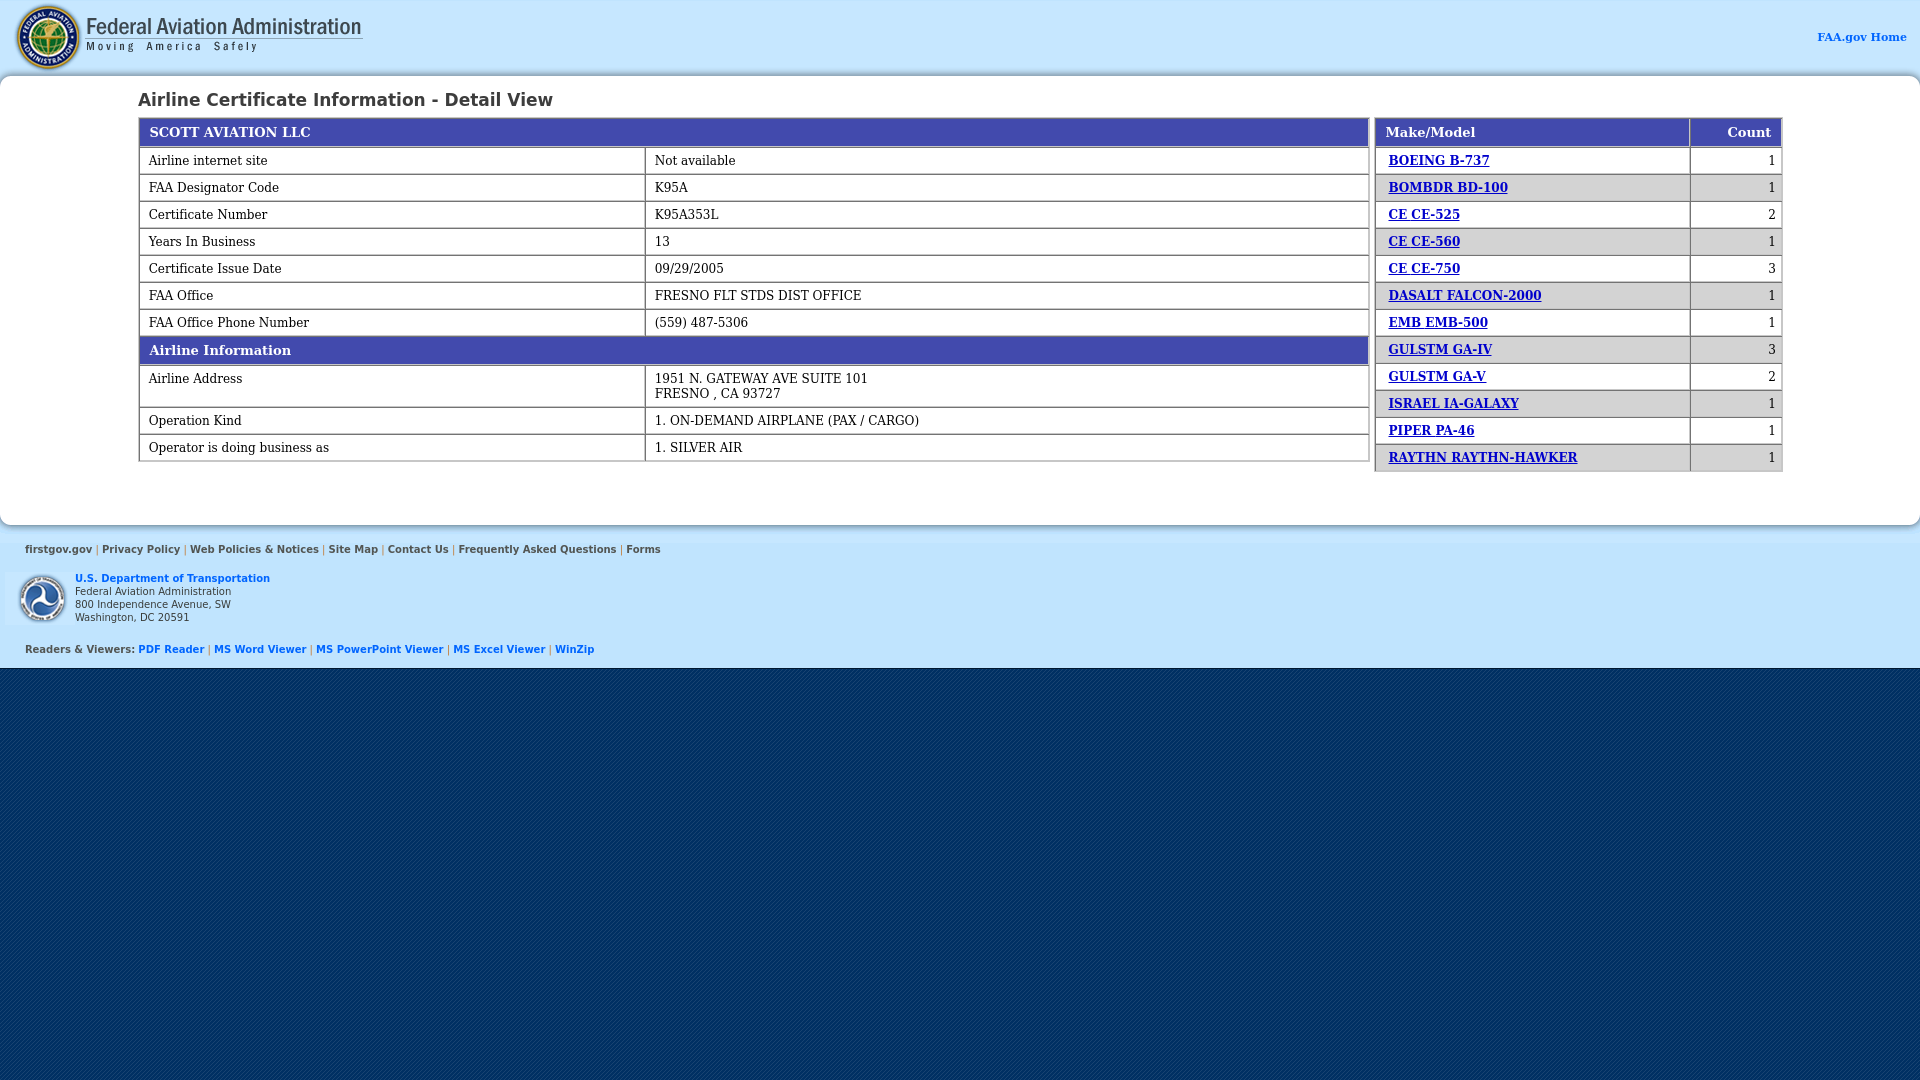 Federal Aviation Administration
Moving America Safely
FAA.gov Home
Airline Certificate Information - Detail View
SCOTT AVIATION LLC
Airline internet site Not available
FAA Designator Code K95A
Certificate Number K95A353L
Years In Business 13
Certificate Issue Date 09/29/2005
FAA Office FRESNO FLT STDS DIST OFFICE
FAA Office Phone Number (559) 487-5306
Airline Information
Airline Address 1951 N. GATEWAY AVE SUITE 101
FRESNO , CA 93727
Operation Kind 1. ON-DEMAND AIRPLANE (PAX / CARGO)
Operator is doing business as 1. SILVER AIR
Make/Model Count
BOEING B-737 1
BOMBDR BD-100 1
CE CE-525 2
CE CE-560 1
CE CE-750 3
DASALT FALCON-2000 1
EMB EMB-500 1
GULSTM GA-IV 3
GULSTM GA-V 2
ISRAEL IA-GALAXY 1
PIPER PA-46 1
RAYTHN RAYTHN-HAWKER 1
firstgov.gov | Privacy Policy | Web Policies & Notices | Site Map | Contact Us | Frequently Asked Questions | Forms
U.S. Department of Transportation
Federal Aviation Administration
800 Independence Avenue, SW
Washington, DC 20591
Readers & Viewers: PDF Reader | MS Word Viewer | MS PowerPoint Viewer | MS Excel Viewer | WinZip